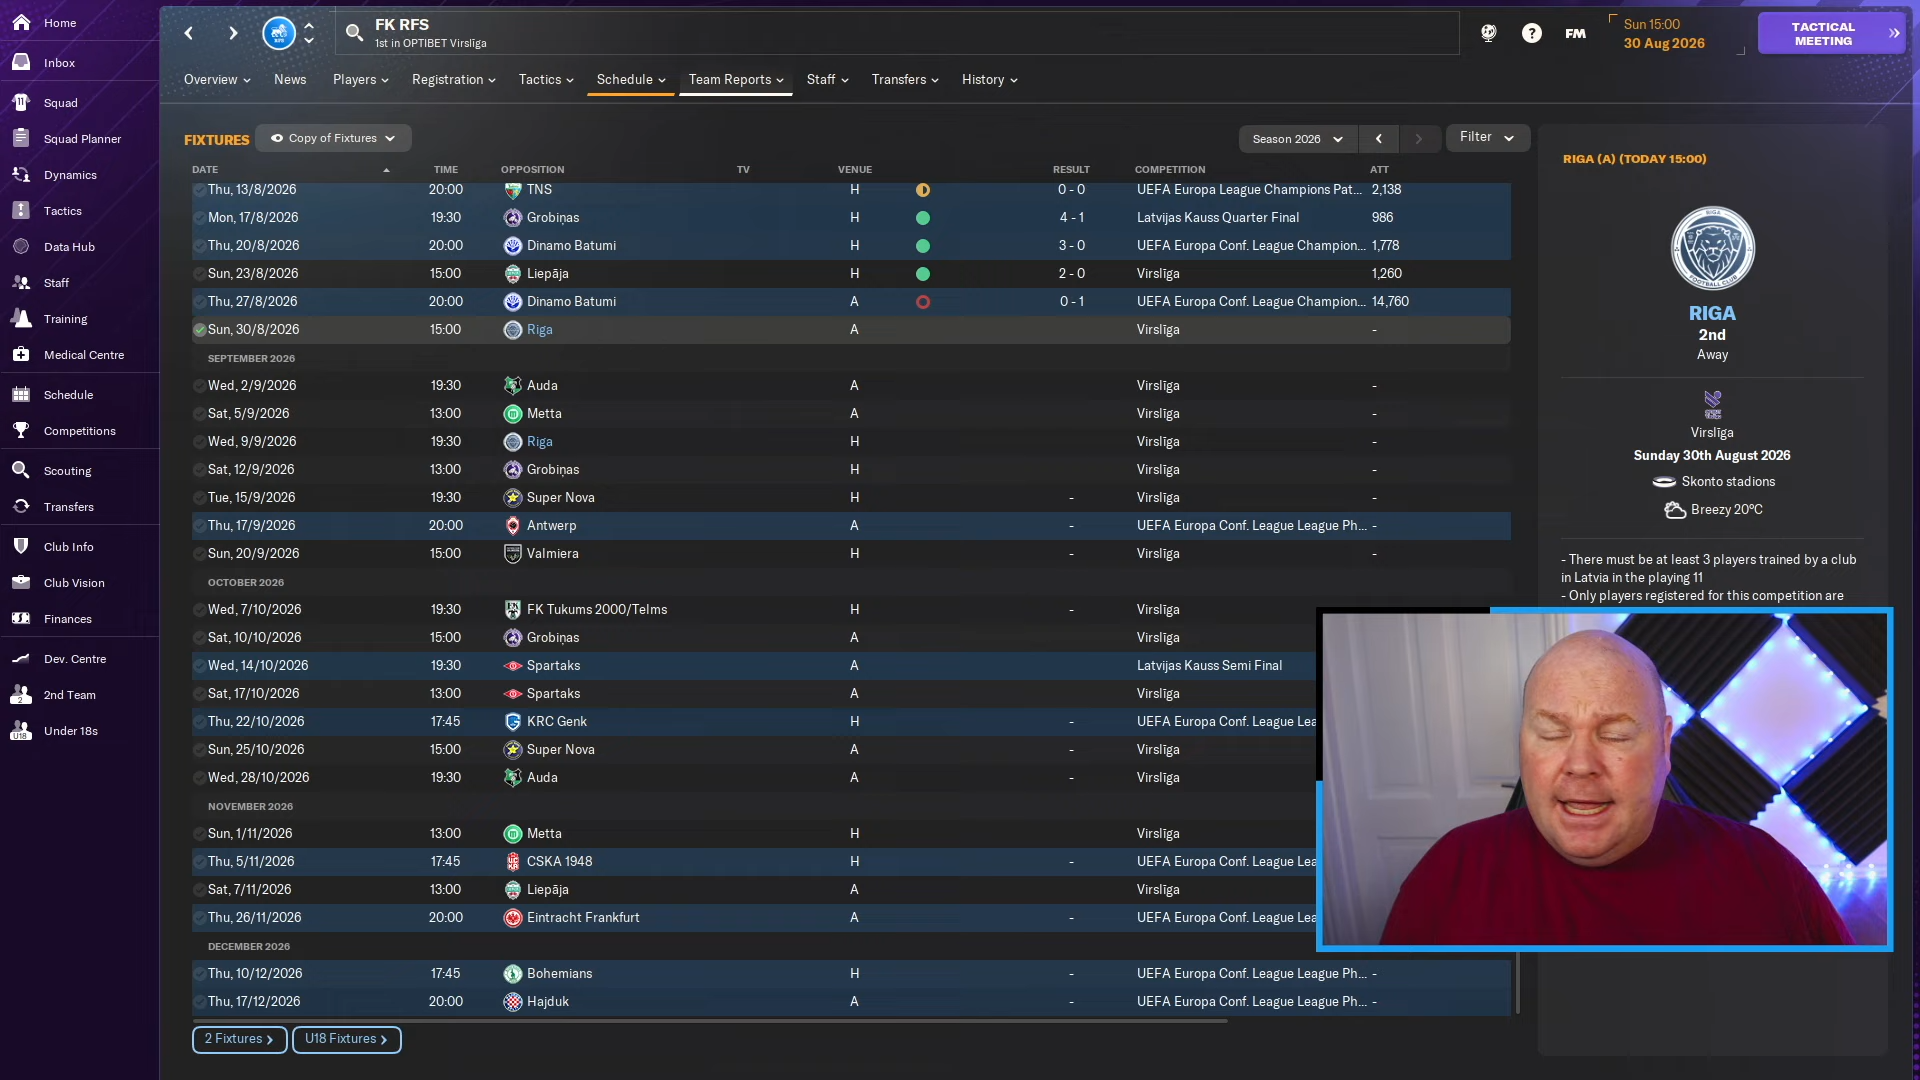 Home
Inbox
Squad
Squad Planner
Dynamics
Tactics
Data Hub
Staff
Training
Medical Centre
Schedule
Competitions
Scouting
Transfers
Club Info
Club Vision
Finances
Dev. Centre
2nd Team
Under 18s
FK RFS
1st in OPTIBET Virslīga
FM
Sun 15:00
30 Aug 2026
TACTICAL
MEETING
Overview News Players Registration Tactics Schedule Team Reports Staff Transfers History
FIXTURES Copy of Fixtures Season 2026 Filter
DATE TIME OPPOSITION TV VENUE RESULT COMPETITION ATT
Thu, 13/8/2026 20:00 TNS H 0 - 0 UEFA Europa League Champions Pat... 2,138
Mon, 17/8/2026 19:30 Grobiņas H 4 - 1 Latvijas Kauss Quarter Final 986
Thu, 20/8/2026 20:00 Dinamo Batumi H 3 - 0 UEFA Europa Conf. League Champion... 1,778
Sun, 23/8/2026 15:00 Liepāja H 2 - 0 Virslīga 1,260
Thu, 27/8/2026 20:00 Dinamo Batumi A 0 - 1 UEFA Europa Conf. League Champion... 14,760
Sun, 30/8/2026 15:00 Riga A Virslīga -
SEPTEMBER 2026
Wed, 2/9/2026 19:30 Auda A Virslīga -
Sat, 5/9/2026 13:00 Metta A Virslīga -
Wed, 9/9/2026 19:30 Riga H Virslīga -
Sat, 12/9/2026 13:00 Grobiņas H Virslīga -
Tue, 15/9/2026 19:30 Super Nova H - Virslīga -
Thu, 17/9/2026 20:00 Antwerp A - UEFA Europa Conf. League League Ph... -
Sun, 20/9/2026 15:00 Valmiera H - Virslīga -
OCTOBER 2026
Wed, 7/10/2026 19:30 FK Tukums 2000/Telms H - Virslīga
Sat, 10/10/2026 15:00 Grobiņas A Virslīga
Wed, 14/10/2026 19:30 Spartaks A Latvijas Kauss Semi Final
Sat, 17/10/2026 13:00 Spartaks A Virslīga
Thu, 22/10/2026 17:45 KRC Genk H - UEFA Europa Conf. League Lea
Sun, 25/10/2026 15:00 Super Nova A - Virslīga
Wed, 28/10/2026 19:30 Auda A - Virslīga
NOVEMBER 2026
Sun, 1/11/2026 13:00 Metta H Virslīga
Thu, 5/11/2026 17:45 CSKA 1948 H - UEFA Europa Conf. League Lea
Sat, 7/11/2026 13:00 Liepāja A Virslīga
Thu, 26/11/2026 20:00 Eintracht Frankfurt A - UEFA Europa Conf. League Lea
DECEMBER 2026
Thu, 10/12/2026 17:45 Bohemians H - UEFA Europa Conf. League League Ph... -
Thu, 17/12/2026 20:00 Hajduk A - UEFA Europa Conf. League League Ph... -
2 Fixtures U18 Fixtures
RIGA (A) (TODAY 15:00)
RIGA
FOOTBALL CLUB
RIGA
2nd
Away
Virslīga
Sunday 30th August 2026
Skonto stadions
Breezy 20°C
- There must be at least 3 players trained by a club
in Latvia in the playing 11
- Only players registered for this competition are